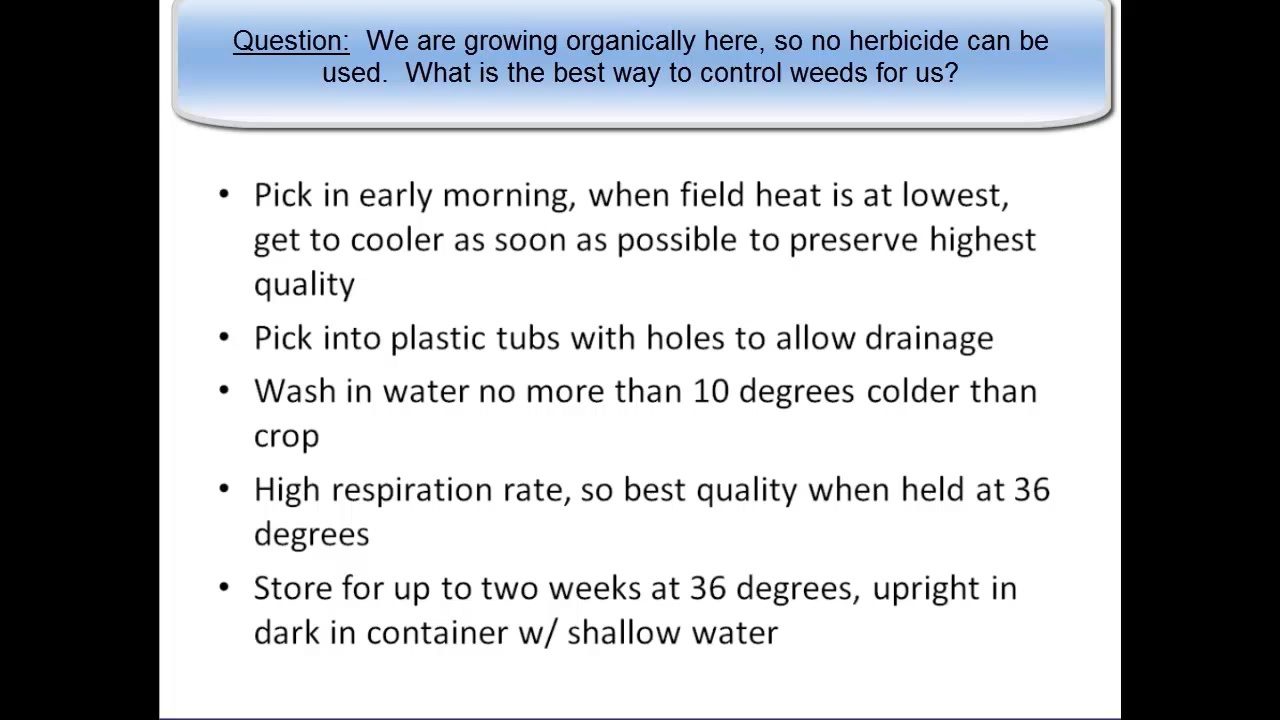 Question: We are growing organically here, so no herbicide can be
used. What is the best way to control weeds for us?
• Pick in early morning, when field heat is at lowest,
get to cooler as soon as possible to preserve highest
quality
• Pick into plastic tubs with holes to allow drainage
• Wash in water no more than 10 degrees colder than
crop
• High respiration rate, so best quality when held at 36
degrees
• Store for up to two weeks at 36 degrees, upright in
dark in container w/ shallow water